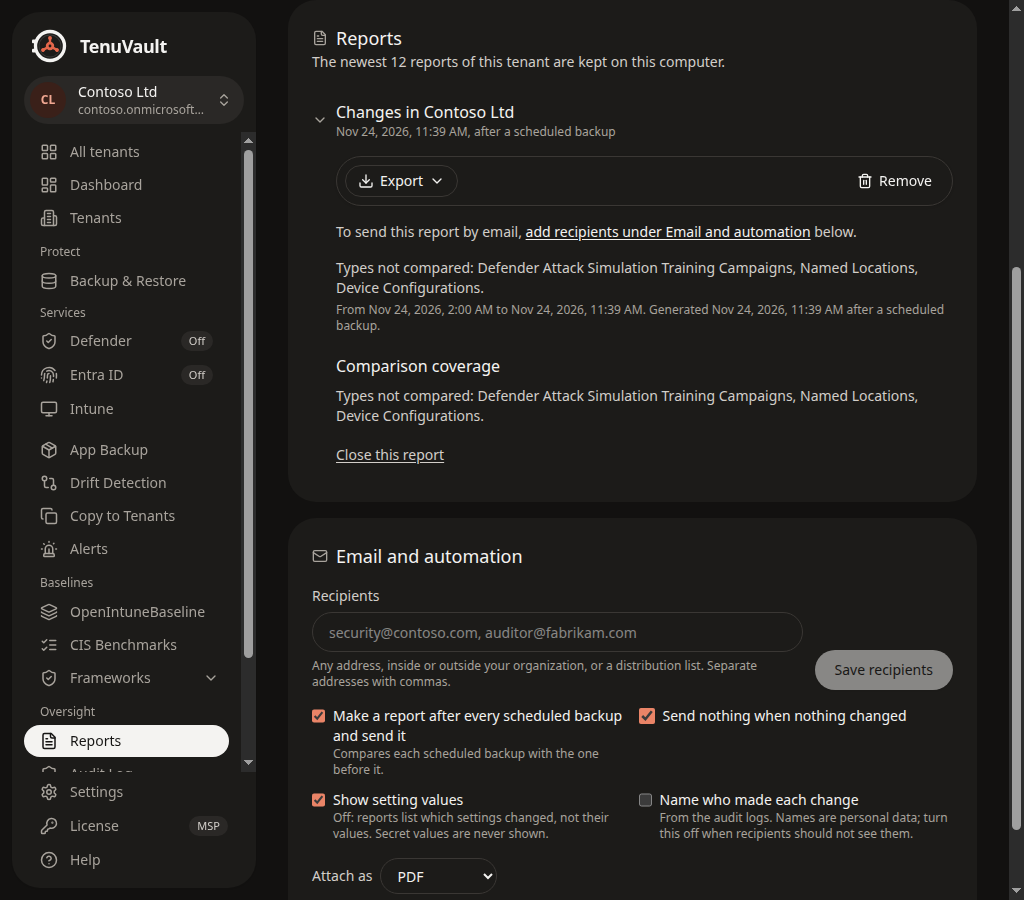 TenuVault
CL
Contoso Ltd
contoso.onmicrosoft...
All tenants
Dashboard
Tenants
Protect
Backup & Restore
Services
Defender
Off
Entra ID
Off
Intune
App Backup
Drift Detection
Copy to Tenants
Alerts
Baselines
OpenIntuneBaseline
CIS Benchmarks
Frameworks
Oversight
Reports
Audit Log
Settings
License
MSP
Help
Reports
The newest 12 reports of this tenant are kept on this computer.
Changes in Contoso Ltd
Nov 24, 2026, 11:39 AM, after a scheduled backup
Export
Remove
To send this report by email, add recipients under Email and automation below.
Types not compared: Defender Attack Simulation Training Campaigns, Named Locations,
Device Configurations.
From Nov 24, 2026, 2:00 AM to Nov 24, 2026, 11:39 AM. Generated Nov 24, 2026, 11:39 AM after a scheduled
backup.
Comparison coverage
Types not compared: Defender Attack Simulation Training Campaigns, Named Locations,
Device Configurations.
Close this report
Email and automation
Recipients
security@contoso.com, auditor@fabrikam.com
Any address, inside or outside your organization, or a distribution list. Separate
addresses with commas.
Save recipients
Make a report after every scheduled backup
and send it
Compares each scheduled backup with the one
before it.
Send nothing when nothing changed
Show setting values
Off: reports list which settings changed, not their
values. Secret values are never shown.
Name who made each change
From the audit logs. Names are personal data; turn
this off when recipients should not see them.
Attach as
PDF